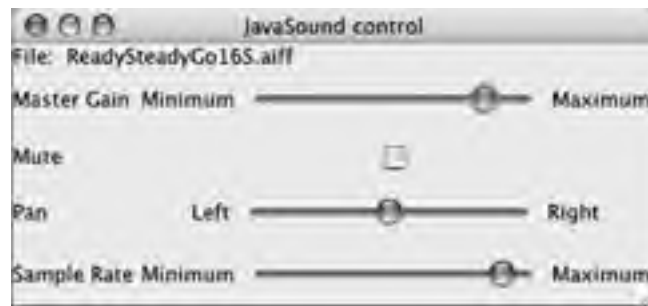 JavaSound control
File: ReadySteadyGo16S.aiff
Master Gain Minimum Maximum
Mute
Pan Left Right
Sample Rate Minimum Maximum